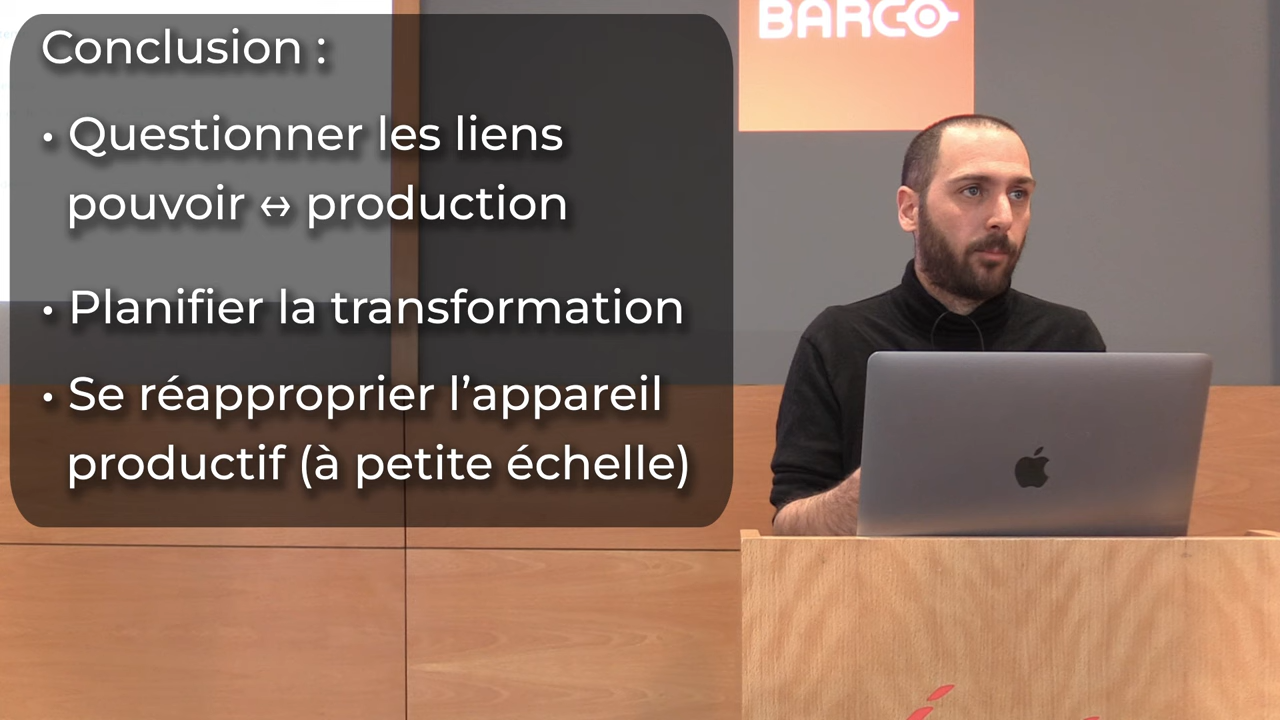 Conclusion :
• Questionner les liens
pouvoir ↔ production
• Planifier la transformation
• Se réapproprier l’appareil
productif (à petite échelle)
BARCO